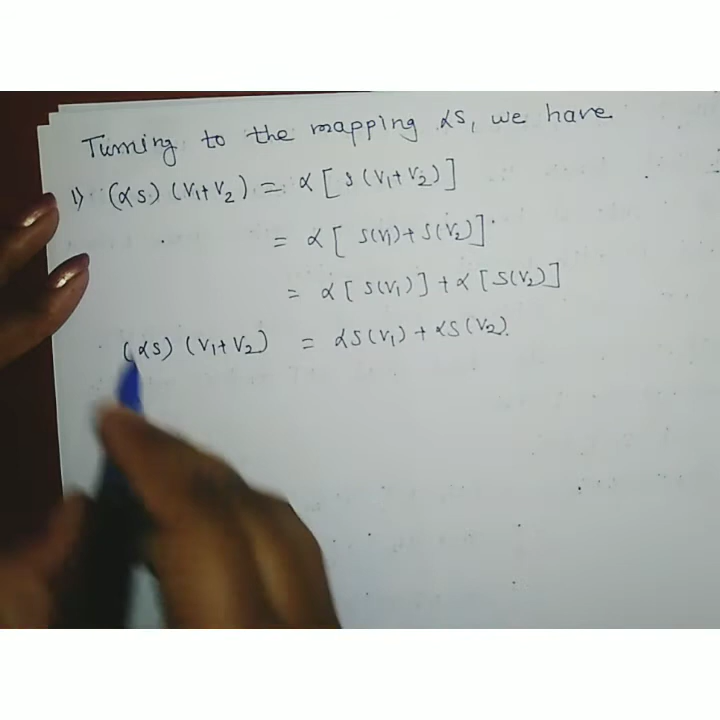 Turning to the mapping αS, we have
1) (αS) (V₁+V₂) = α [ S (V₁+V₂) ]
= α [ S(V₁) + S(V₂) ]
= α [ S(V₁) ] + α [ S(V₂) ]
(αS) (V₁+V₂) = αS(V₁) + αS(V₂).